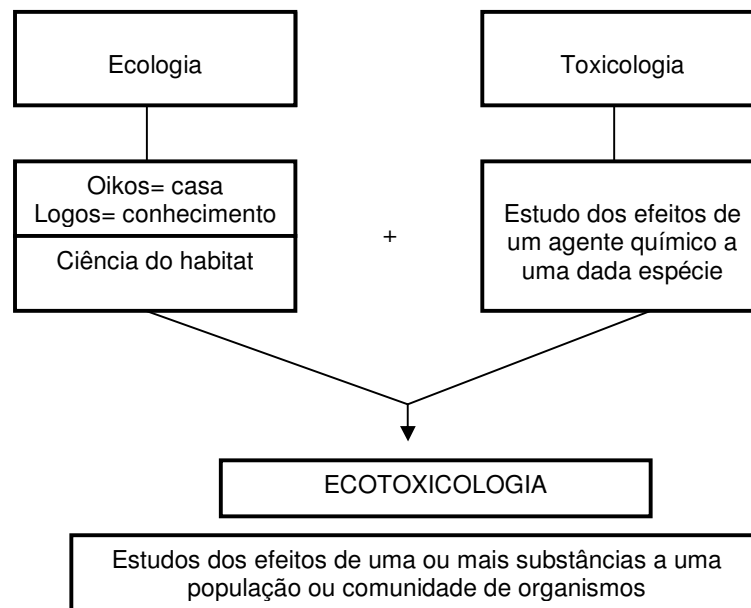 Ecologia
Toxicologia
Oikos= casa
Logos= conhecimento
Ciência do habitat
+
Estudo dos efeitos de
um agente químico a
uma dada espécie
ECOTOXICOLOGIA
Estudos dos efeitos de uma ou mais substâncias a uma
população ou comunidade de organismos